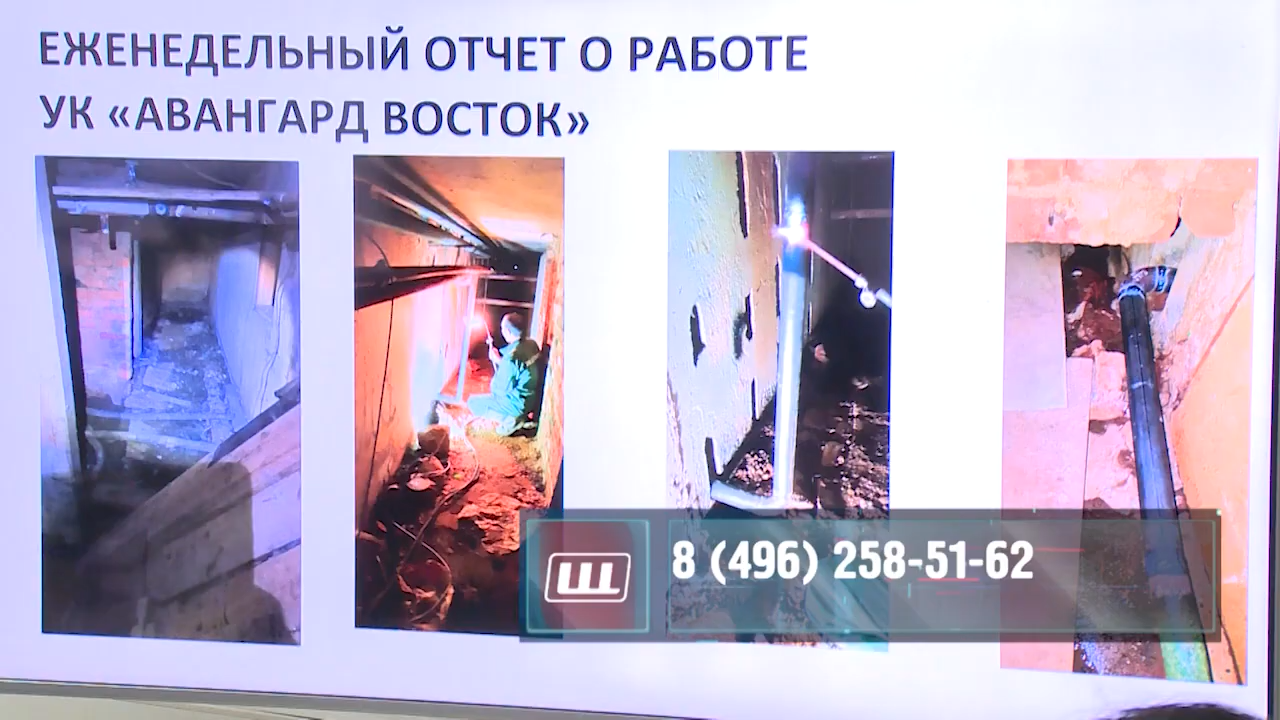 ЕЖЕНЕДЕЛЬНЫЙ ОТЧЕТ О РАБОТЕ
УК «АВАНГАРД ВОСТОК»
Ш
8 (496) 258-51-62